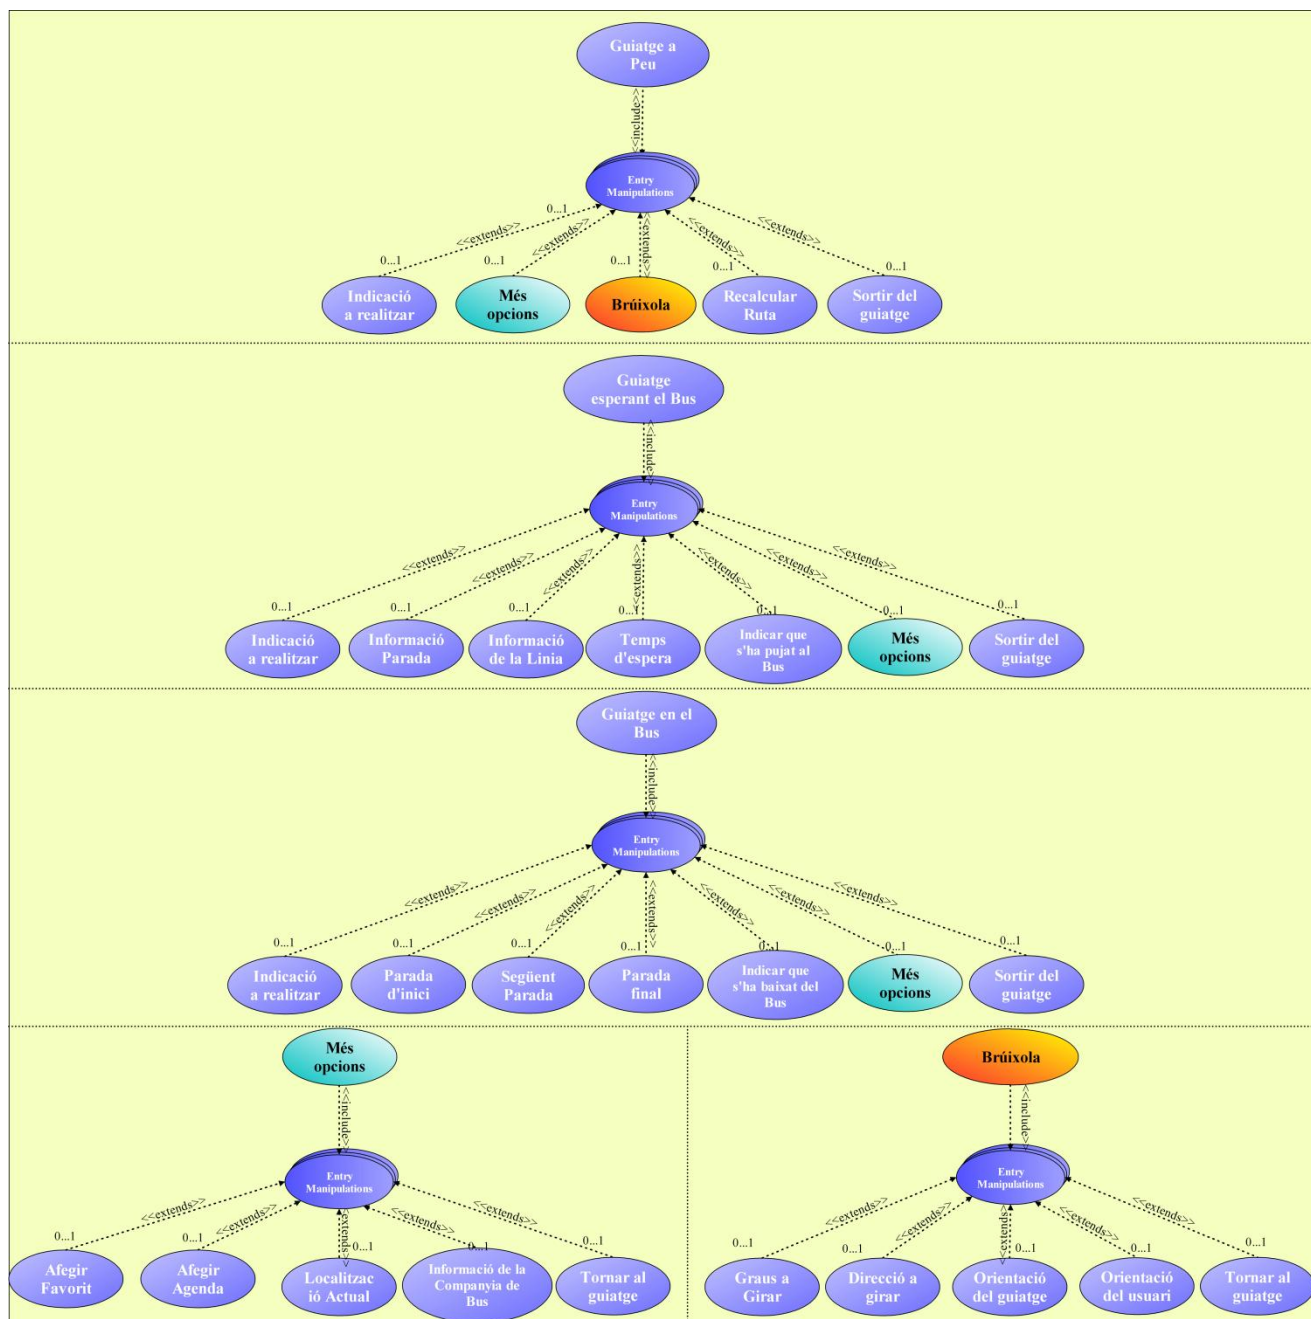 Guiatge a
Peu
<<include>>
Entry
Manipulations
0...1
<<extends>>
<<extends>>
<<extends>>
<<extends>>
<<extends>>
0...1
0...1
0...1
0...1
0...1
Indicació
a realitzar
Més
opcions
Brúixola
Recalcular
Ruta
Sortir del
guiatge
Guiatge
esperant el Bus
<<include>>
Entry
Manipulations
<<extends>>
<<extends>>
<<extends>>
<<extends>>
<<extends>>
<<extends>>
<<extends>>
0...1
0...1
0...1
0...1
0...1
0...1
0...1
Indicació
a realitzar
Informació
Parada
Informació
de la Linia
Temps
d'espera
Indicar que
s'ha pujat al
Bus
Més
opcions
Sortir del
guiatge
Guiatge en el
Bus
<<include>>
Entry
Manipulations
<<extends>>
<<extends>>
<<extends>>
<<extends>>
<<extends>>
<<extends>>
<<extends>>
0...1
0...1
0...1
0...1
0...1
0...1
0...1
Indicació
a realitzar
Parada
d'inici
Següent
Parada
Parada
final
Indicar que
s'ha baixat del
Bus
Més
opcions
Sortir del
guiatge
Més
opcions
<<include>>
Entry
Manipulations
<<extends>>
<<extends>>
<<extends>>
<<extends>>
<<extends>>
0...1
0...1
0...1
0...1
0...1
Afegir
Favorit
Afegir
Agenda
Localitzac
ió Actual
Informació de la
Companyia de
Bus
Tornar al
guiatge
Brúixola
<<include>>
Entry
Manipulations
<<extends>>
<<extends>>
<<extends>>
<<extends>>
<<extends>>
0...1
0...1
0...1
0...1
0...1
Graus a
Girar
Direcció a
girar
Orientació
del guiatge
Orientació
del usuari
Tornar al
guiatge